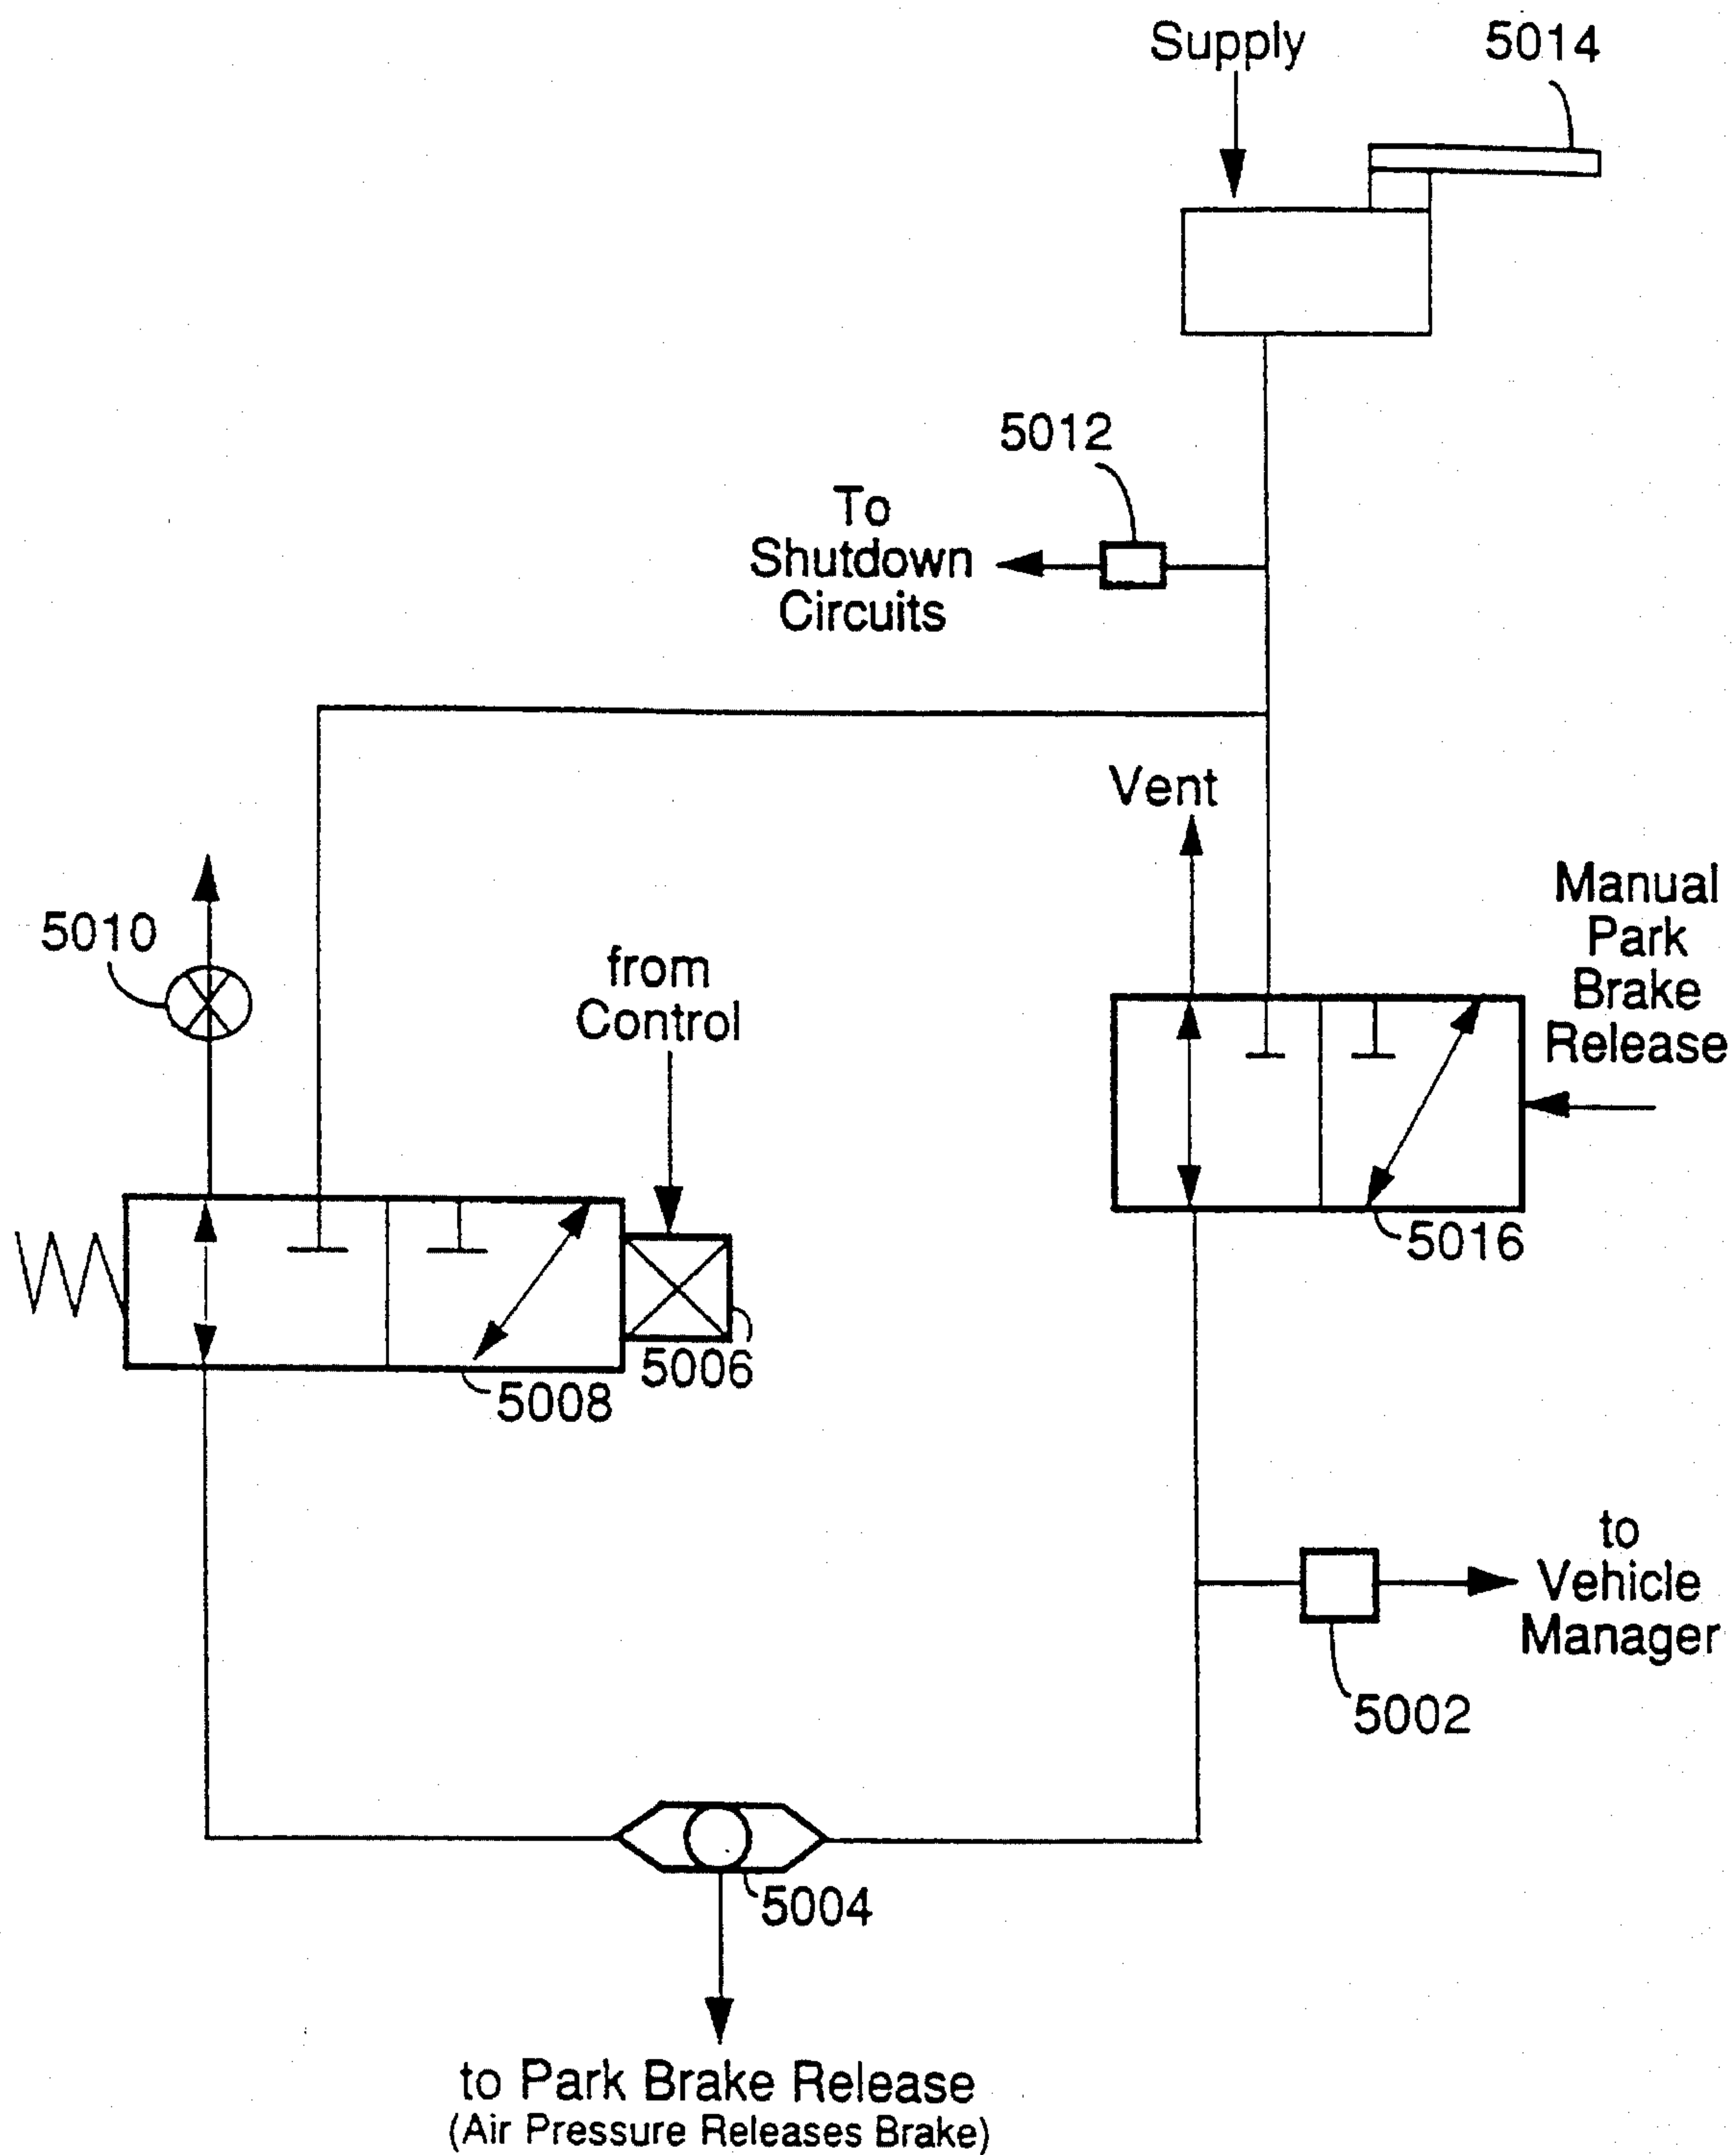 Supply
5014
5012
To
Shutdown
Circuits
Vent
Manual
Park
Brake
Release
5010
from
Control
5016
5006
5008
to
Vehicle
Manager
5002
5004
to Park Brake Release
(Air Pressure Releases Brake)